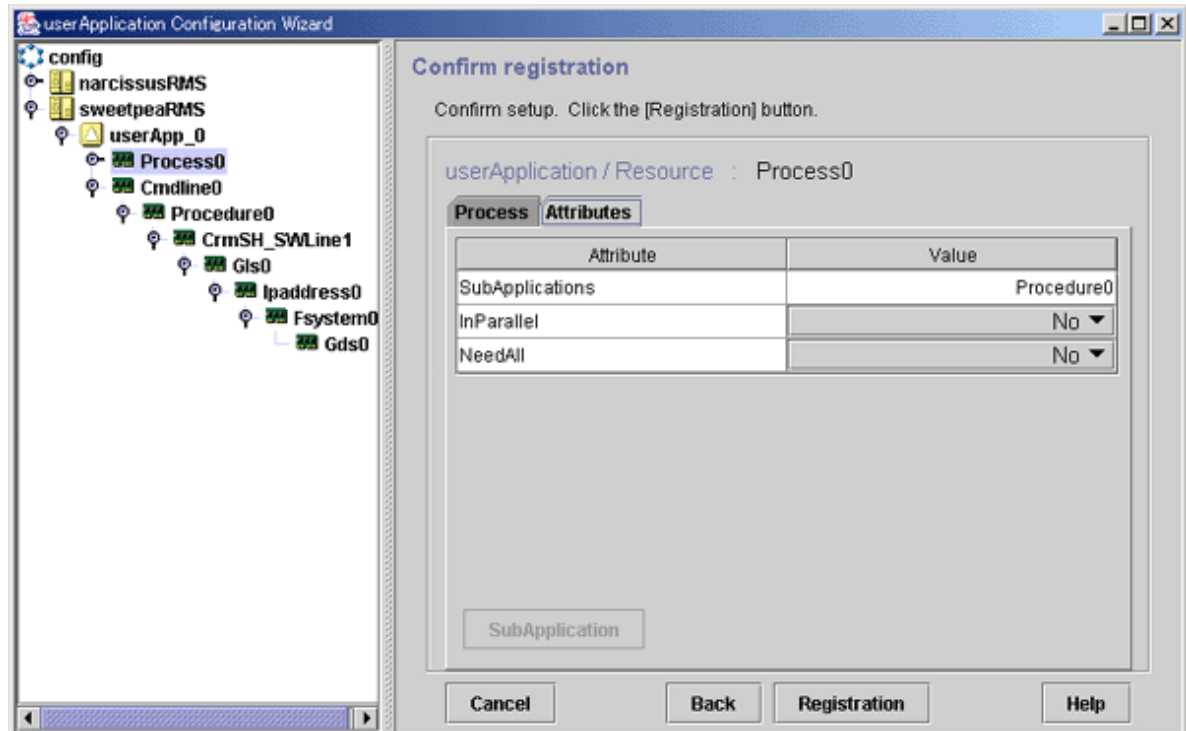 userApplication Configuration Wizard
config
narcissusRMS
sweetpeaRMS
userApp_0
Process0
Cmdline0
Procedure0
CrmSH_SWLine1
Gls0
Ipaddress0
Fsystem0
Gds0
Confirm registration
Confirm setup. Click the [Registration] button.
userApplication / Resource : Process0
Process Attributes
Attribute Value
SubApplications Procedure0
InParallel No
NeedAll No
SubApplication
Cancel Back Registration Help